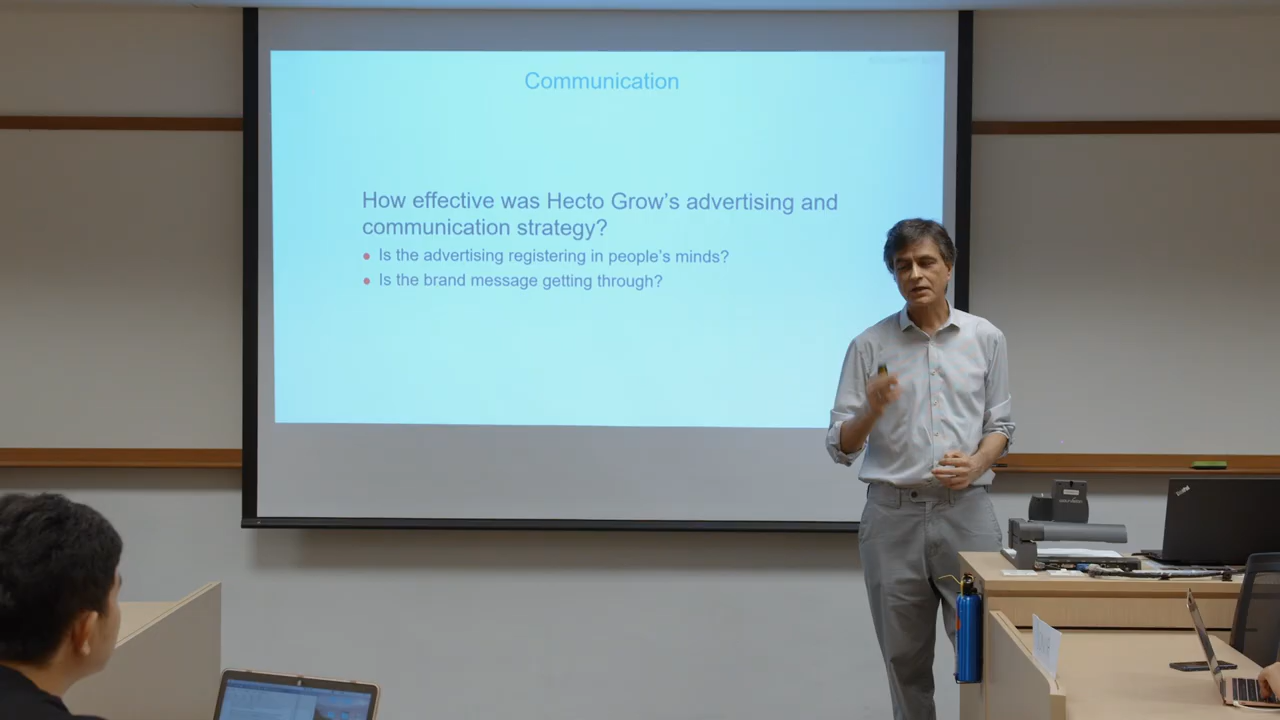 Communication
How effective was Hecto Grow's advertising and
communication strategy?
• Is the advertising registering in people's minds?
• Is the brand message getting through?
ThinkPad